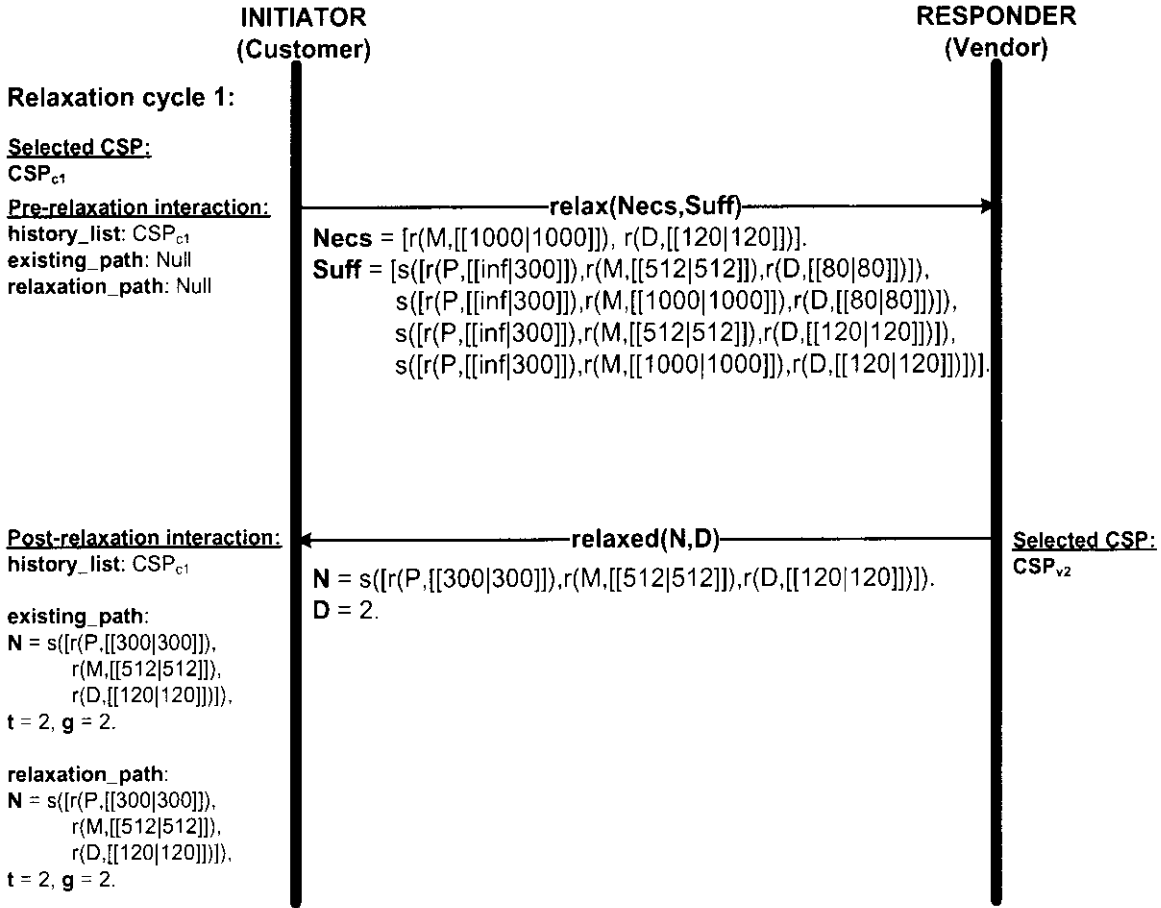 INITIATOR
(Customer)
RESPONDER
(Vendor)
Relaxation cycle 1:
Selected CSP:
CSPc1
Pre-relaxation interaction:
history_list: CSPc1
existing_path: Null
relaxation_path: Null
relax(Necs,Suff)
Necs = [r(M,[[1000|1000]]), r(D,[[120|120]])].
Suff = [s([r(P,[[inf|300]]),r(M,[[512|512]]),r(D,[[80|80]])]),
s([r(P,[[inf|300]]),r(M,[[1000|1000]]),r(D,[[80|80]])]),
s([r(P,[[inf|300]]),r(M,[[512|512]]),r(D,[[120|120]])]),
s([r(P,[[inf|300]]),r(M,[[1000|1000]]),r(D,[[120|120]])])].
Post-relaxation interaction:
history_list: CSPc1
existing_path:
N = s([r(P,[[300|300]]),
r(M,[[512|512]]),
r(D,[[120|120]])]),
t = 2, g = 2.
relaxation_path:
N = s([r(P,[[300|300]]),
r(M,[[512|512]]),
r(D,[[120|120]])]),
t = 2, g = 2.
relaxed(N,D)
N = s([r(P,[[300|300]]),r(M,[[512|512]]),r(D,[[120|120]])]).
D = 2.
Selected CSP:
CSPv2